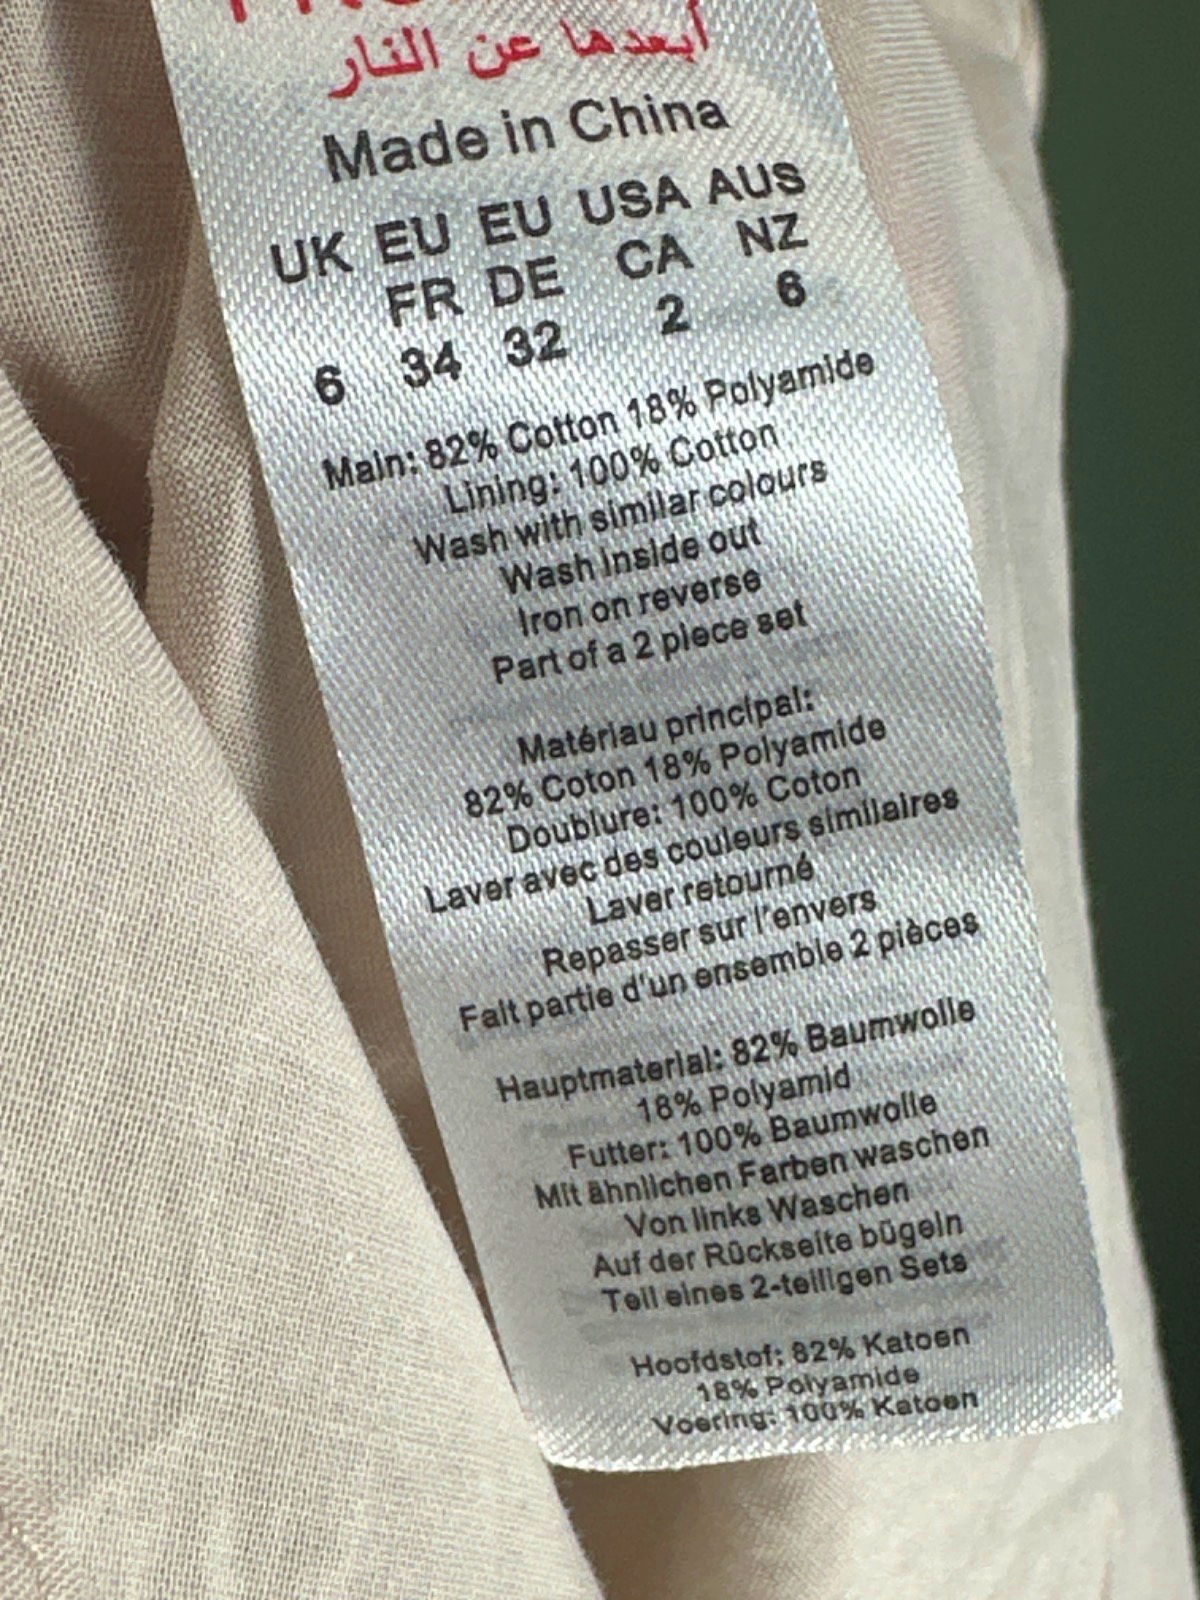 أبعدها عن النار
Made in China
UK EU EU USA AUS
FR DE CA NZ
6 34 32 2 6
Main: 82% Cotton 18% Polyamide
Lining: 100% Cotton
Wash with similar colours
Wash inside out
Iron on reverse
Part of a 2 piece set
Matériau principal:
82% Coton 18% Polyamide
Doublure: 100% Coton
Laver avec des couleurs similaires
Laver retourné
Repasser sur l'envers
Fait partie d'un ensemble 2 pièces
Hauptmaterial: 82% Baumwolle
18% Polyamid
Futter: 100% Baumwolle
Mit ähnlichen Farben waschen
Von links Waschen
Auf der Rückseite bügeln
Teil eines 2-teiligen Sets
Hoofdstof: 82% Katoen
18% Polyamide
Voering: 100% Katoen